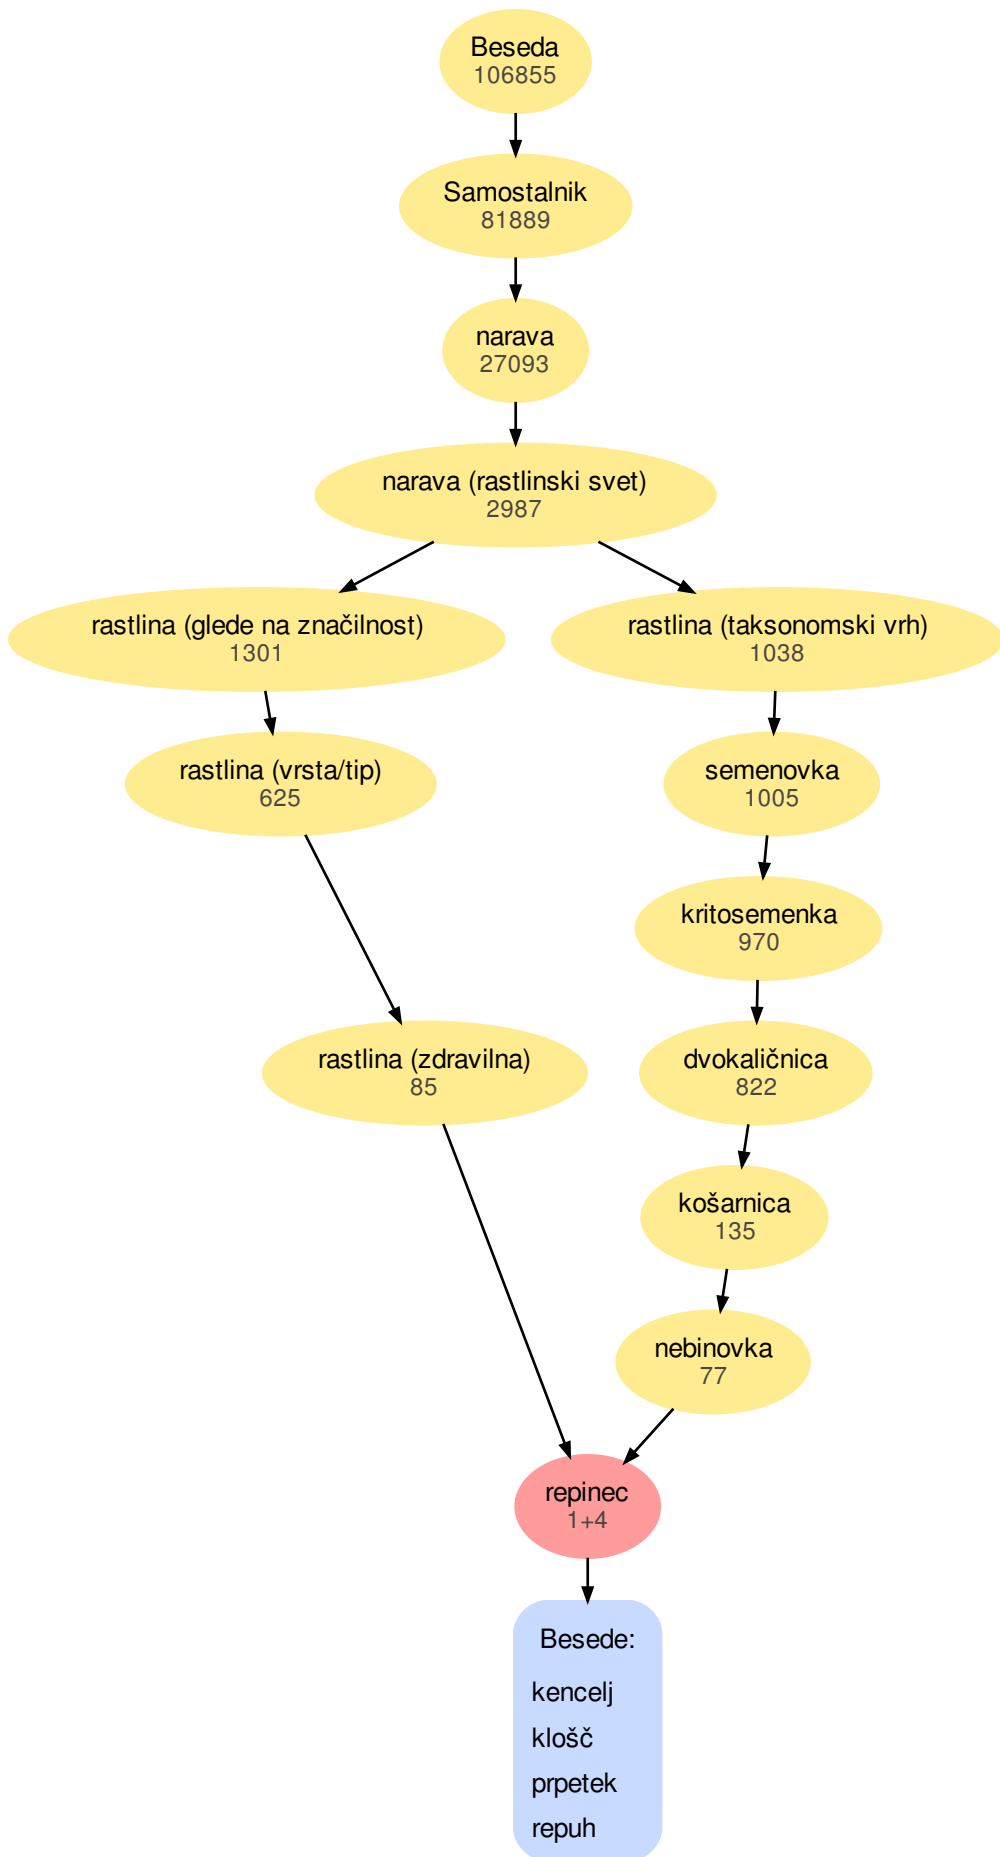 Beseda
106855
Samostalnik
81889
narava
27093
narava (rastlinski svet)
2987
rastlina (glede na značilnost)
1301
rastlina (taksonomski vrh)
1038
rastlina (vrsta/tip)
625
semenovka
1005
kritosemenka
970
rastlina (zdravilna)
85
dvokaličnica
822
košarnica
135
nebinovka
77
repinec
1+4
Besede:
kencelj
klošč
prpetek
repuh